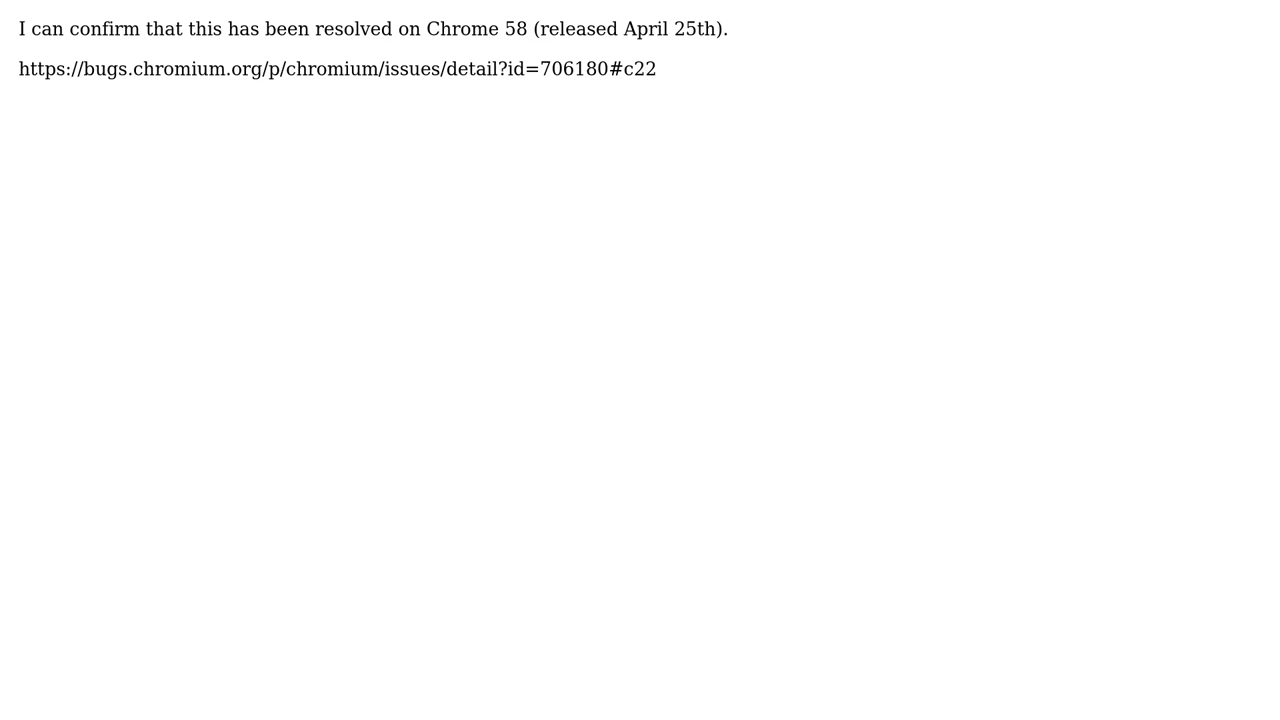 I can confirm that this has been resolved on Chrome 58 (released April 25th).
https://bugs.chromium.org/p/chromium/issues/detail?id=706180#c22